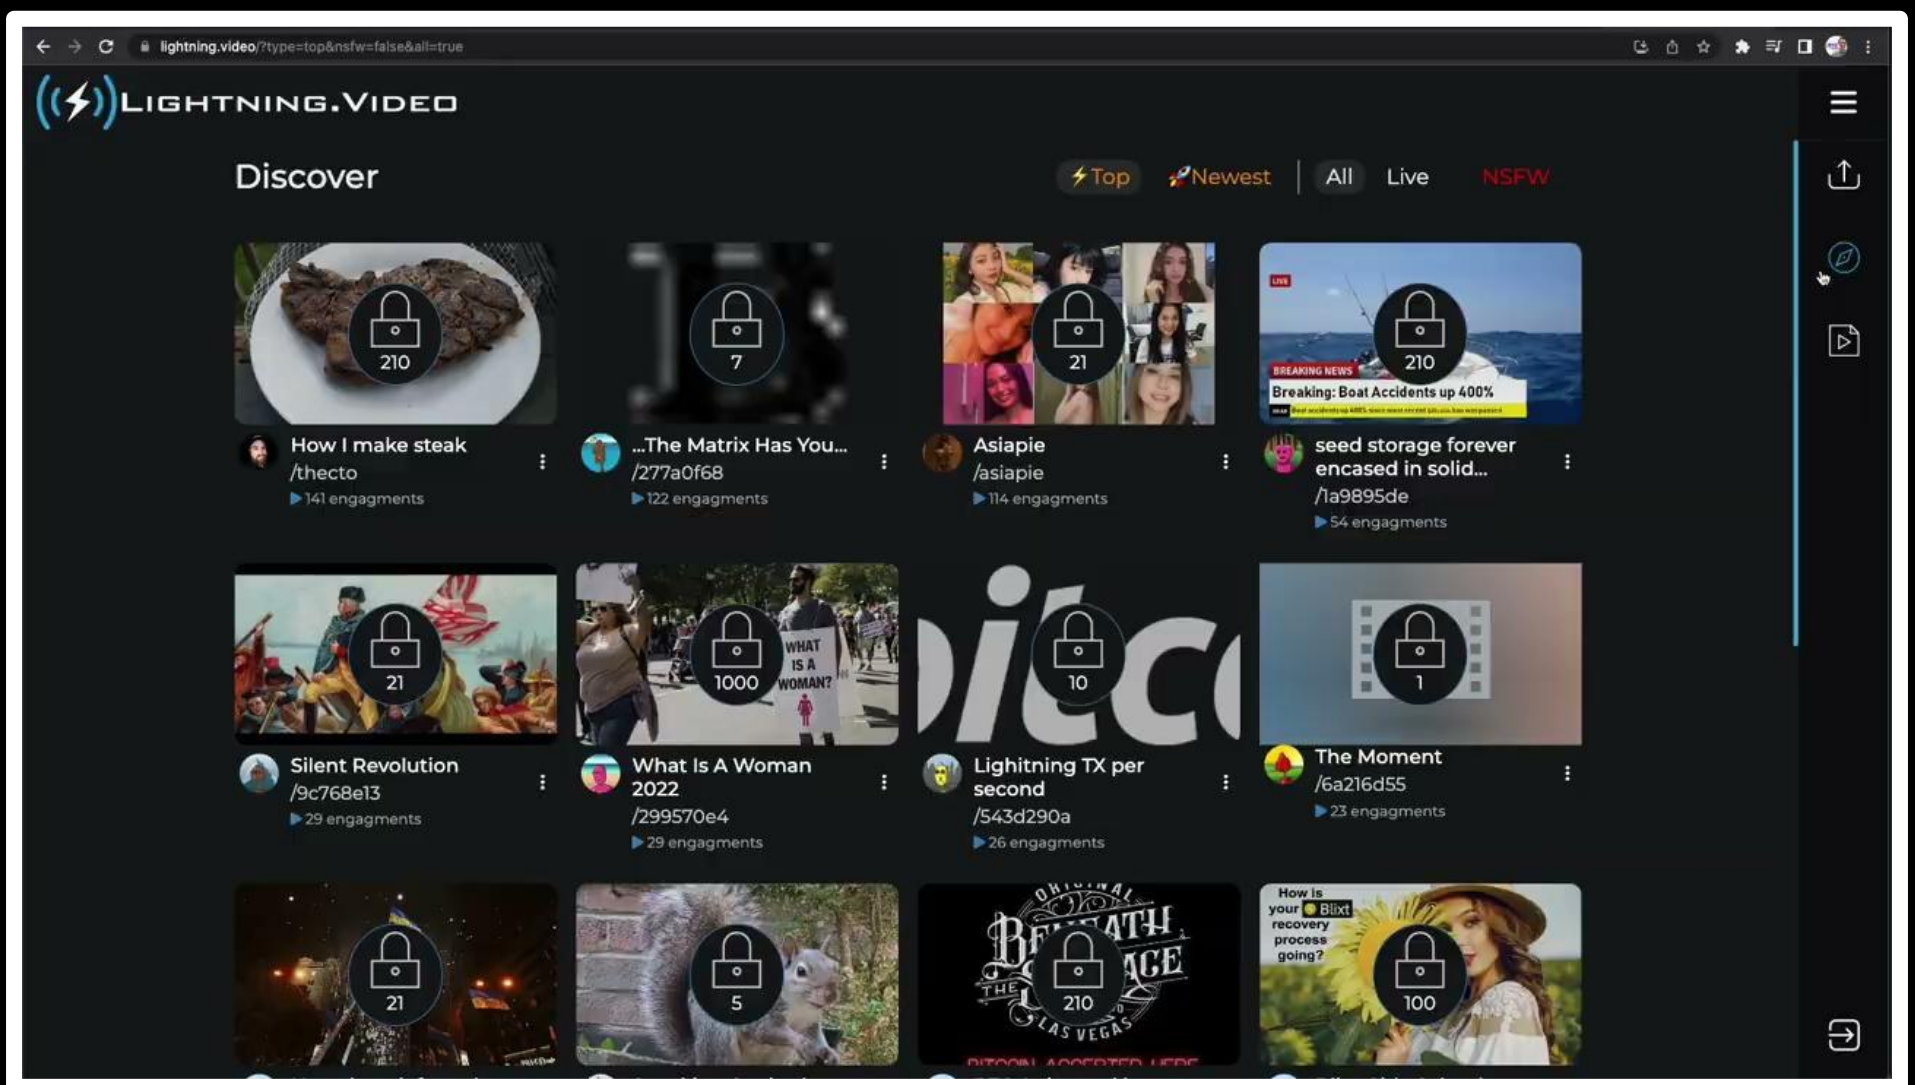 lightning.video/?type=top&nsfw=false&all=true
LIGHTNING.VIDEO
Discover
Top
Newest
All
Live
NSFW
210
7
21
LIVE
BREAKING NEWS
Breaking: Boat Accidents up 400%
210
How I make steak
/thecto
141 engagments
...The Matrix Has You...
/277a0f68
122 engagments
Asiapie
/asiapie
114 engagments
seed storage forever
encased in solid...
/1a9895de
54 engagments
21
WHAT
IS A
WOMAN?
1000
bitco
10
1
Silent Revolution
/9c768e13
29 engagments
What Is A Woman
2022
/299570e4
29 engagments
Lighitning TX per
second
/543d290a
26 engagments
The Moment
/6a216d55
23 engagments
21
5
ORIGINAL
THE
LAS VEGAS
BITCOIN ACCEPTED HERE
210
How is
your Blixt
recovery
process
going?
100